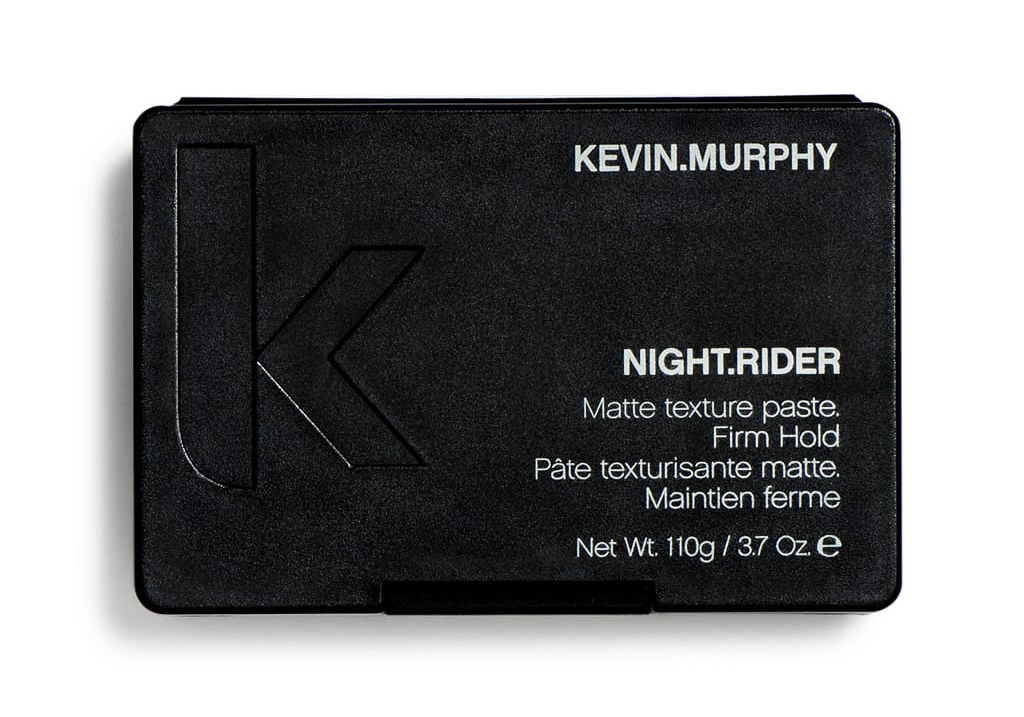 KEVIN.MURPHY
NIGHT.RIDER
Matte texture paste.
Firm Hold
Pâte texturisante matte.
Maintien ferme
Net Wt. 110g / 3.7 Oz. ℮